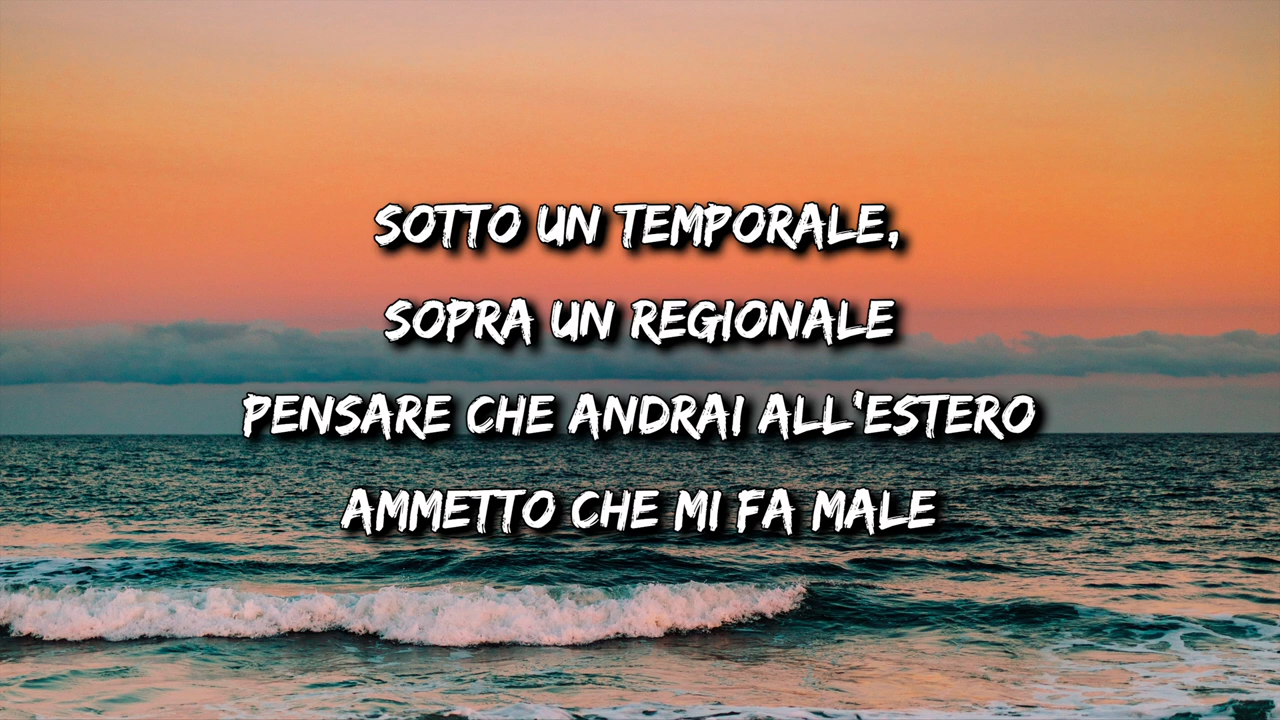 SOTTO UN TEMPORALE,
SOPRA UN REGIONALE
PENSARE CHE ANDRAI ALL'ESTERO
AMMETTO CHE MI FA MALE